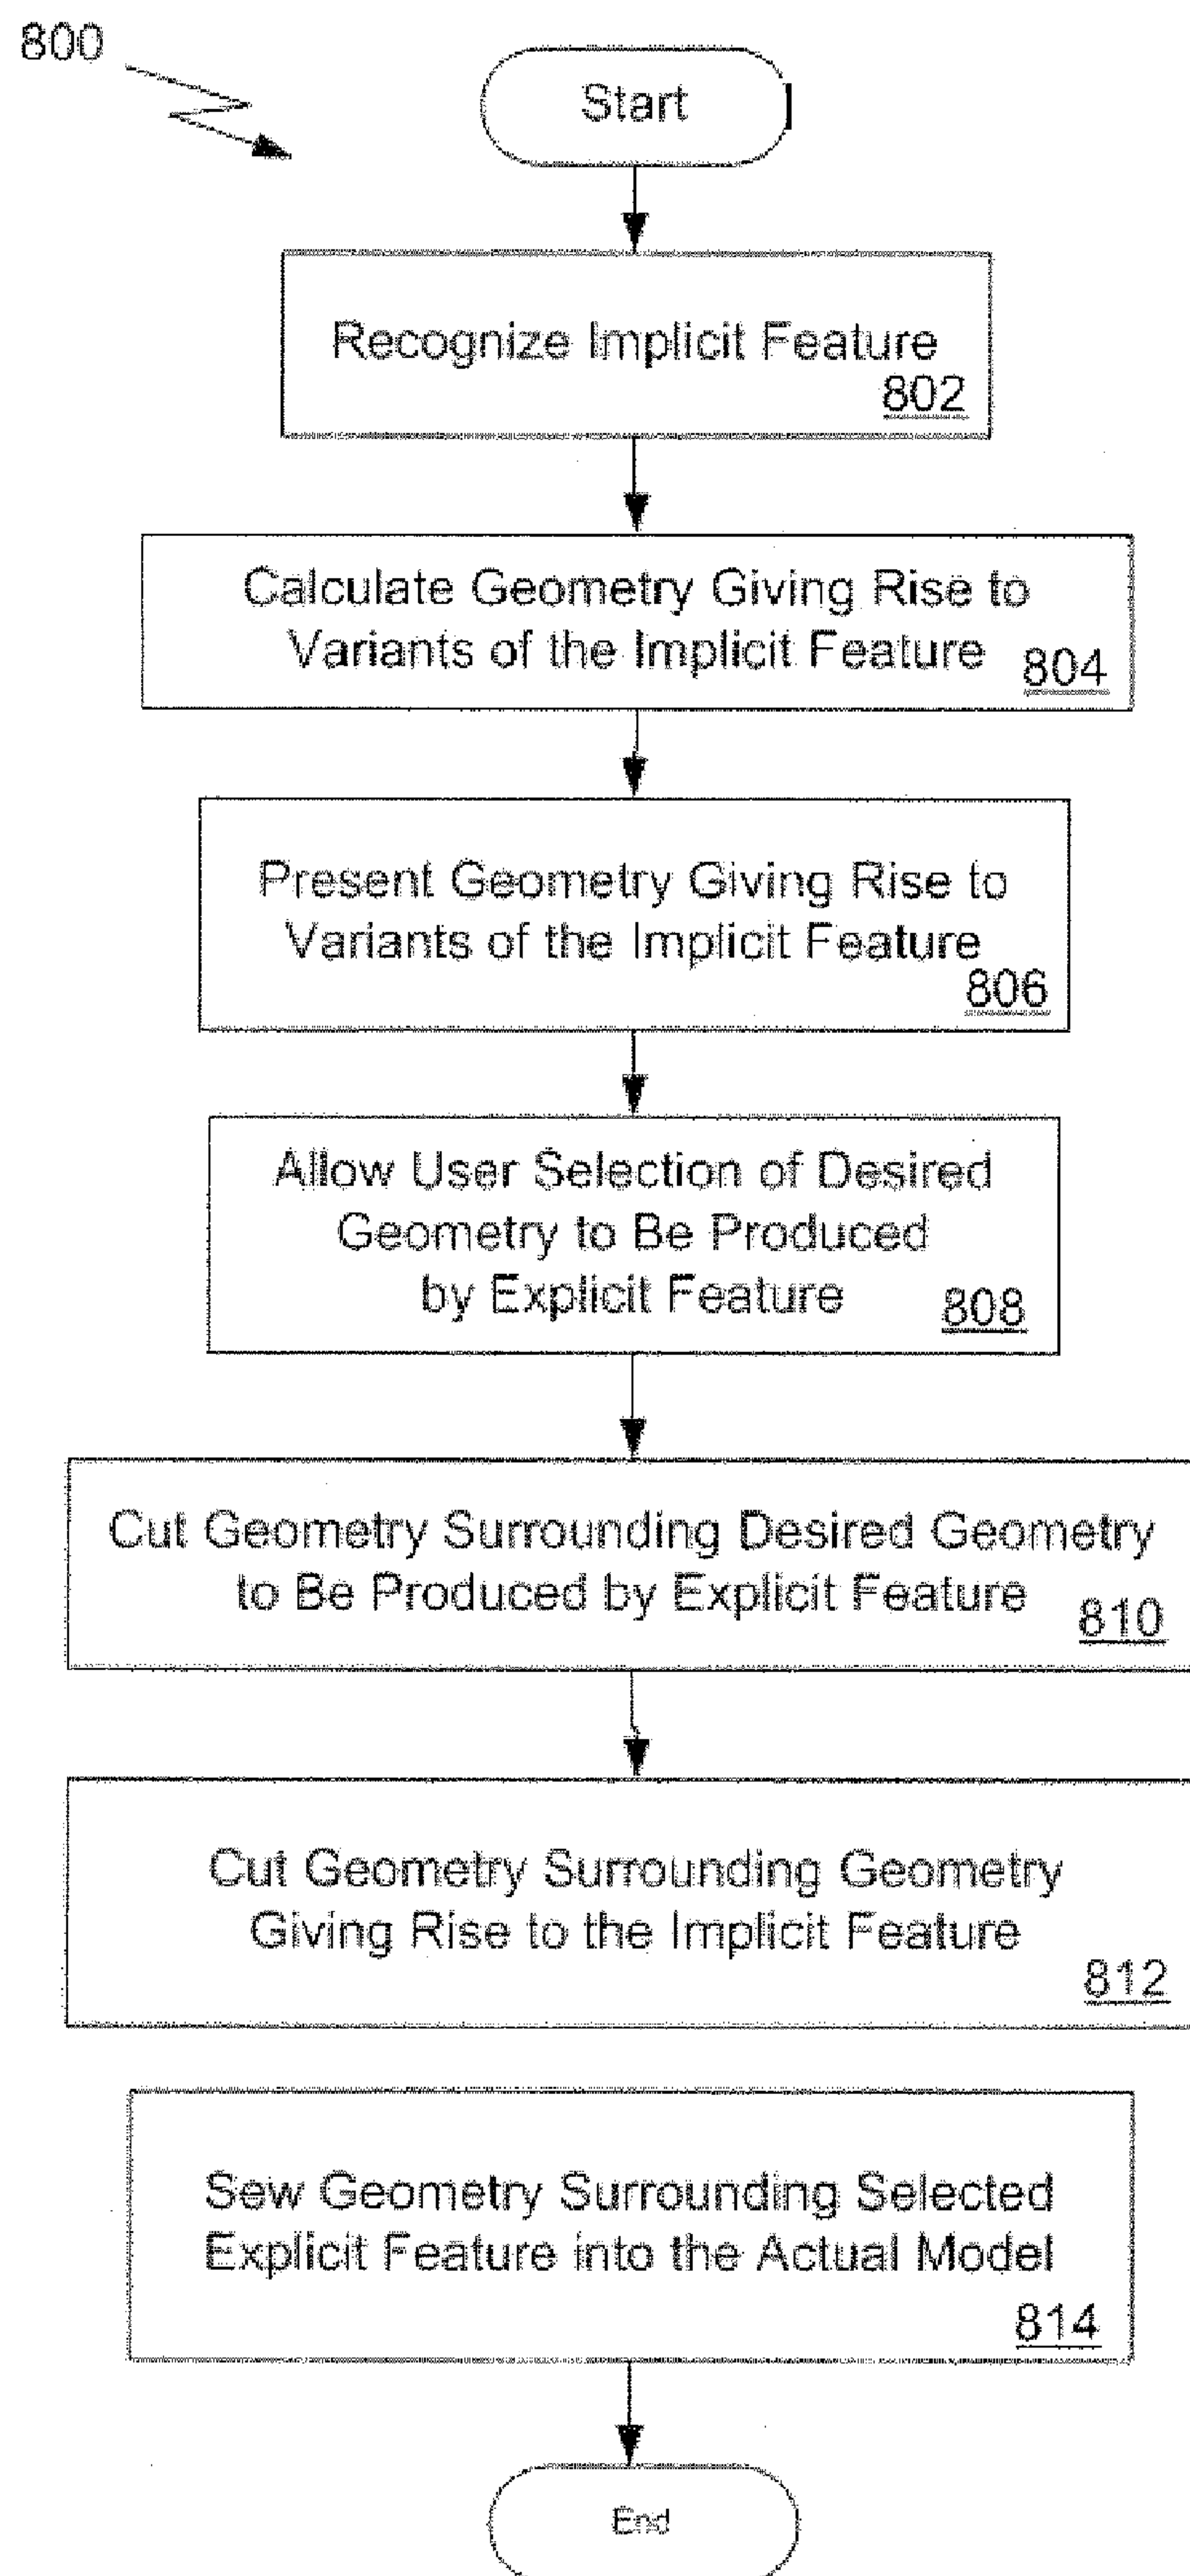 800
Start
Recognize Implicit Feature
802
Calculate Geometry Giving Rise to
Variants of the Implicit Feature
804
Present Geometry Giving Rise to
Variants of the Implicit Feature
806
Allow User Selection of Desired
Geometry to Be Produced
by Explicit Feature
808
Cut Geometry Surrounding Desired Geometry
to Be Produced by Explicit Feature
810
Cut Geometry Surrounding Geometry
Giving Rise to the Implicit Feature
812
Sew Geometry Surrounding Selected
Explicit Feature into the Actual Model
814
End